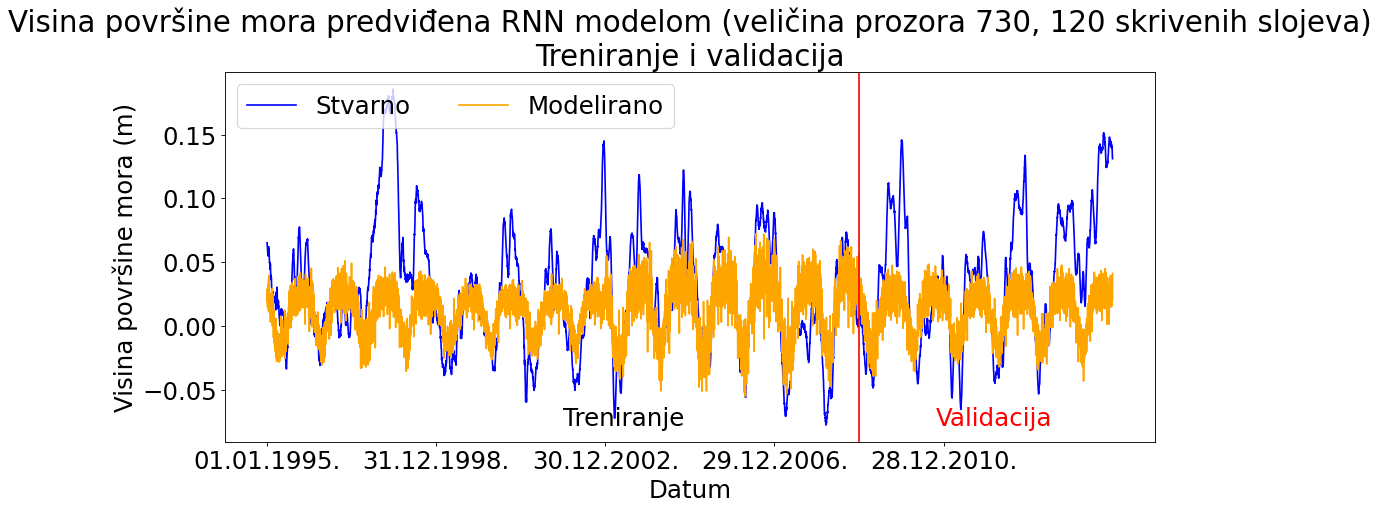 Visina površine mora predviđena RNN modelom (veličina prozora 730, 120 skrivenih slojeva)
Treniranje i validacija
Stvarno
Modelirano
Visina površine mora (m)
0.15
0.10
0.05
0.00
−0.05
Treniranje
Validacija
01.01.1995.
31.12.1998.
30.12.2002.
29.12.2006.
28.12.2010.
Datum